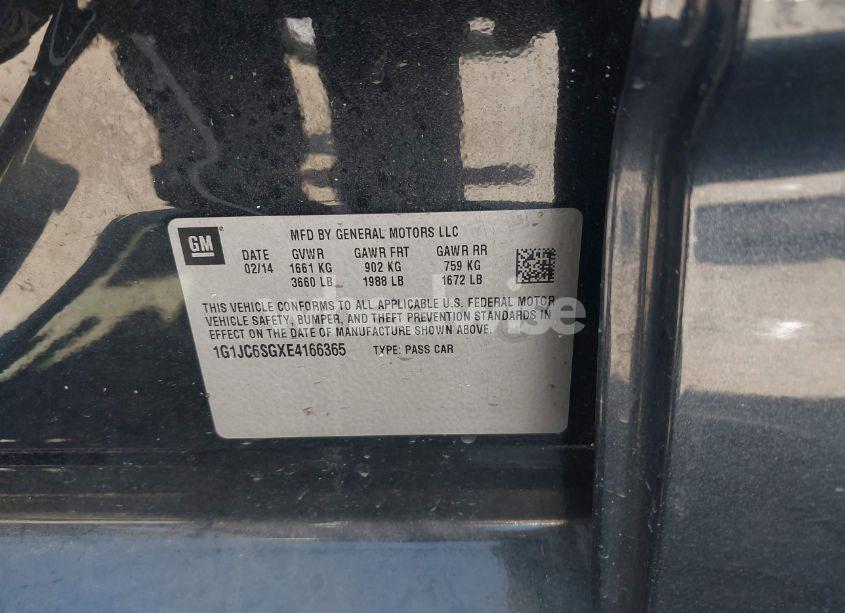 GM
MFD BY GENERAL MOTORS LLC
DATE GVWR GAWR FRT GAWR RR
02/14 1661 KG 902 KG 759 KG
3660 LB 1988 LB 1672 LB
THIS VEHICLE CONFORMS TO ALL APPLICABLE U.S. FEDERAL MOTOR
VEHICLE SAFETY, BUMPER, AND THEFT PREVENTION STANDARDS IN
EFFECT ON THE DATE OF MANUFACTURE SHOWN ABOVE.
1G1JC6SGXE4166365 TYPE: PASS CAR